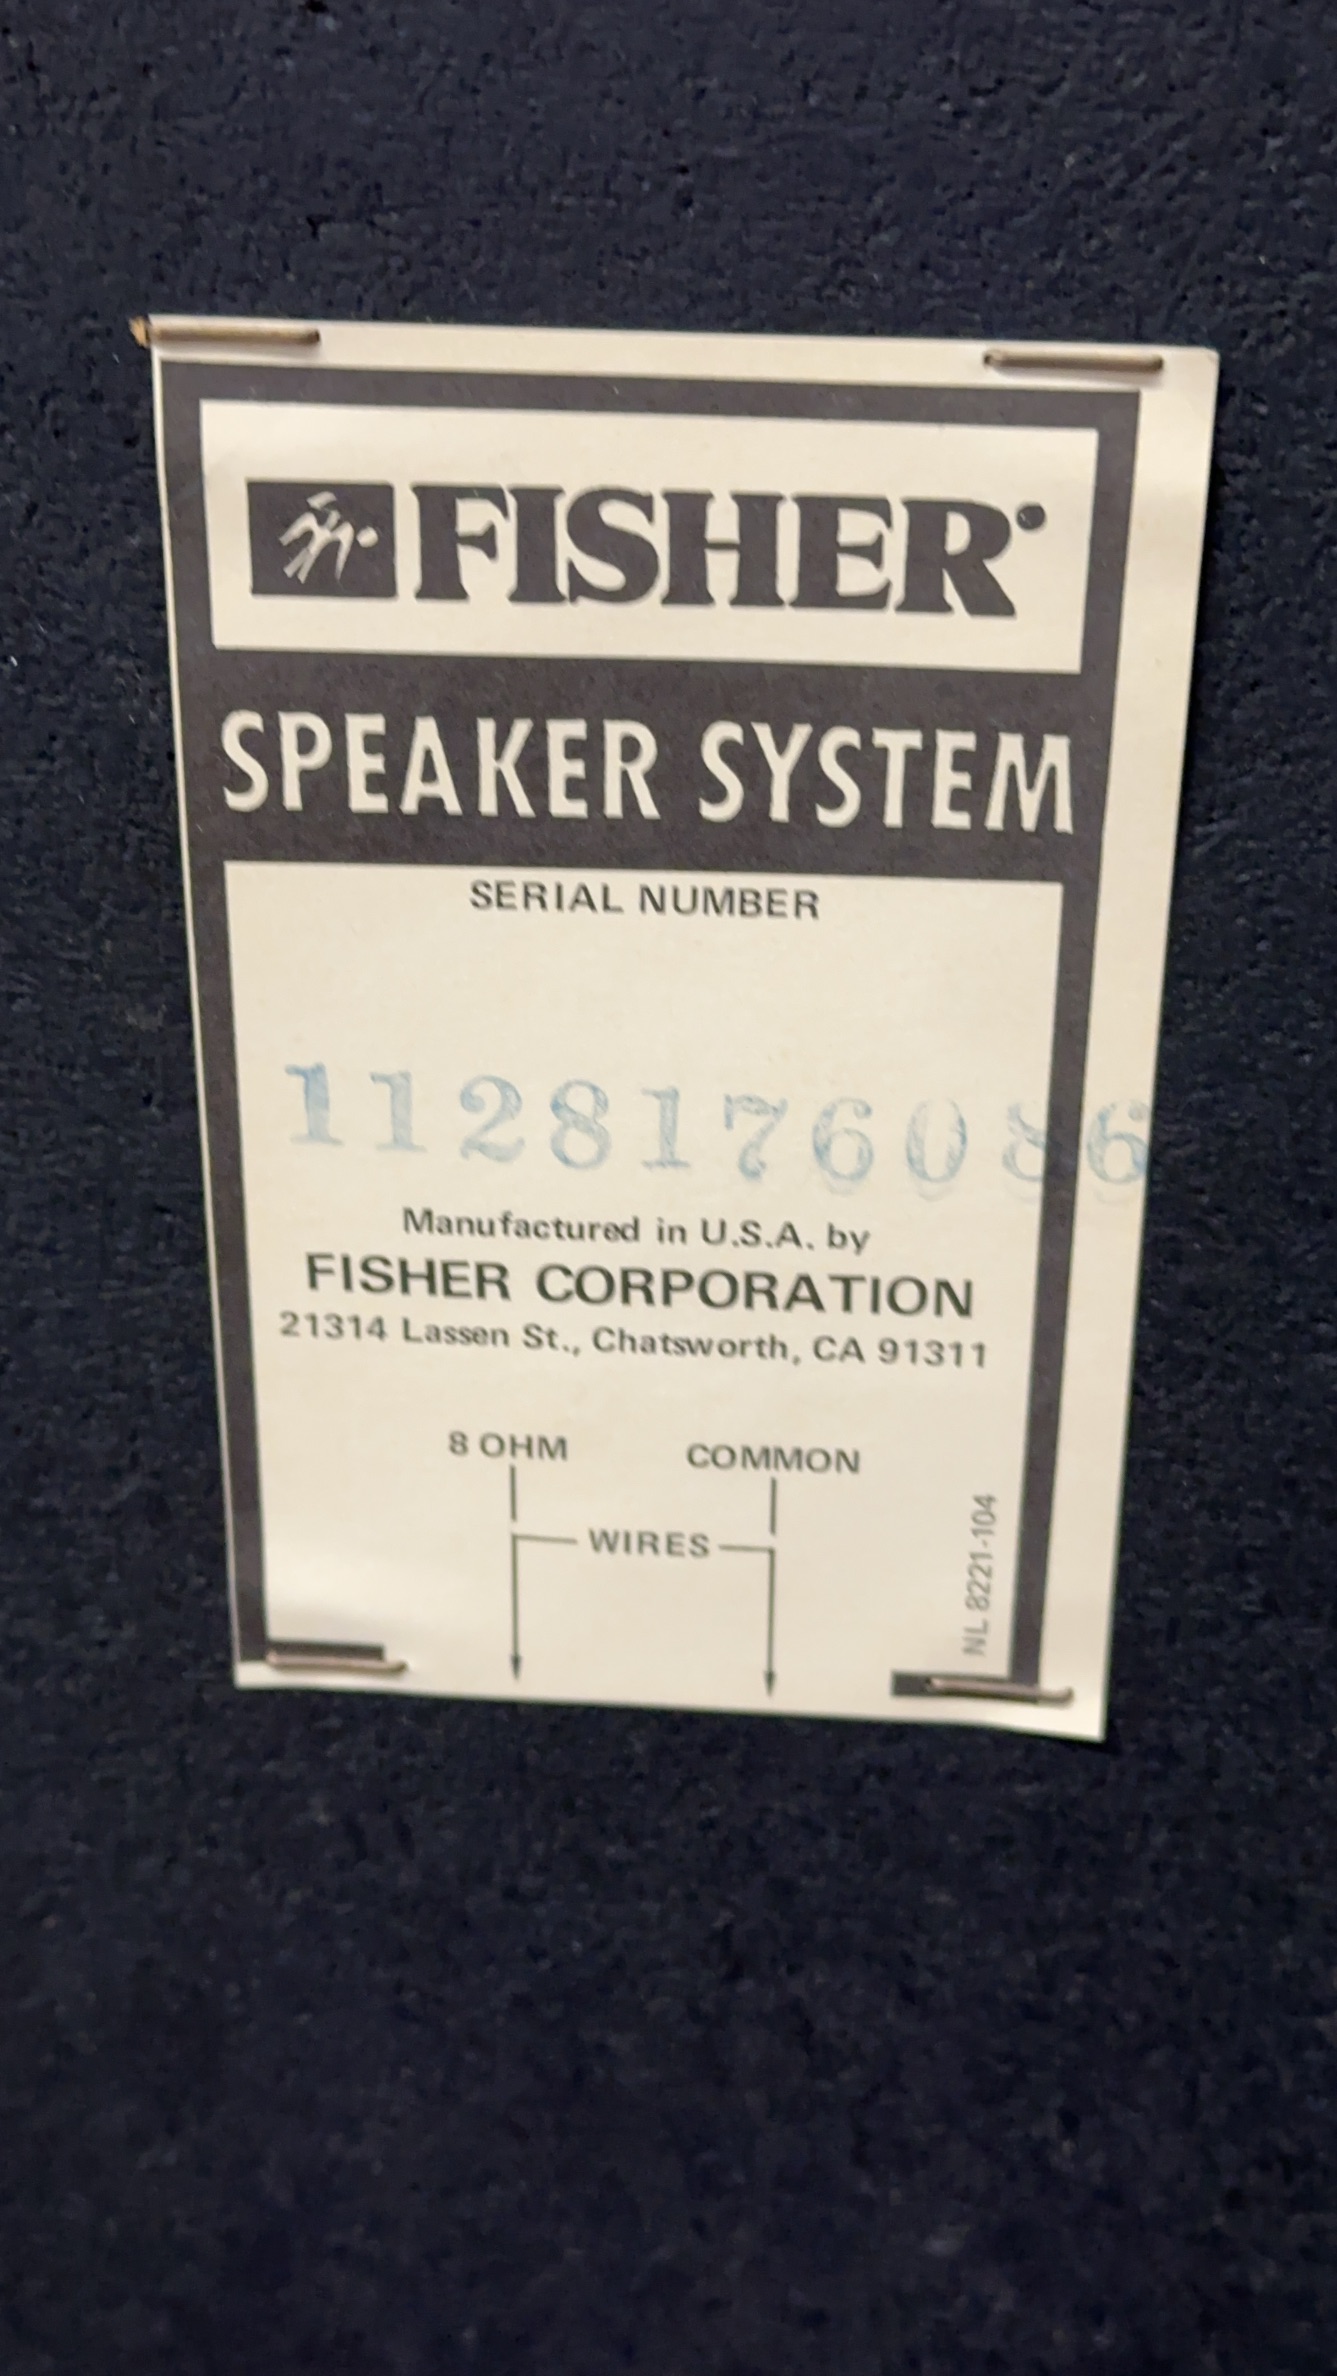 FISHER
SPEAKER SYSTEM
SERIAL NUMBER
Manufactured in U.S.A. by
FISHER CORPORATION
21314 Lassen St., Chatsworth, CA 91311
8 OHM COMMON
WIRES
NL 8221-104